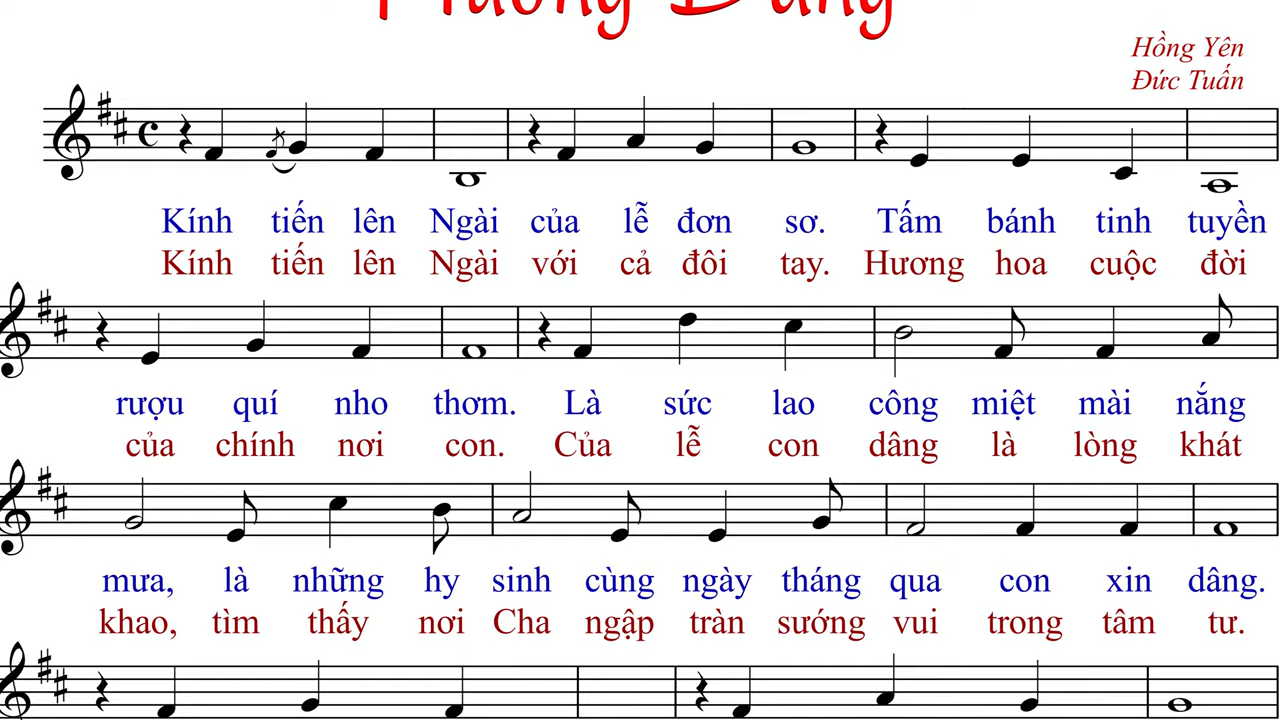 Hồng Yên
Đức Tuấn
Kính tiến lên Ngài của lễ đơn sơ. Tấm bánh tinh tuyền
Kính tiến lên Ngài với cả đôi tay. Hương hoa cuộc đời
rượu quí nho thơm. Là sức lao công miệt mài nắng
của chính nơi con. Của lễ con dâng là lòng khát
mưa, là những hy sinh cùng ngày tháng qua con xin dâng.
khao, tìm thấy nơi Cha ngập tràn sướng vui trong tâm tư.